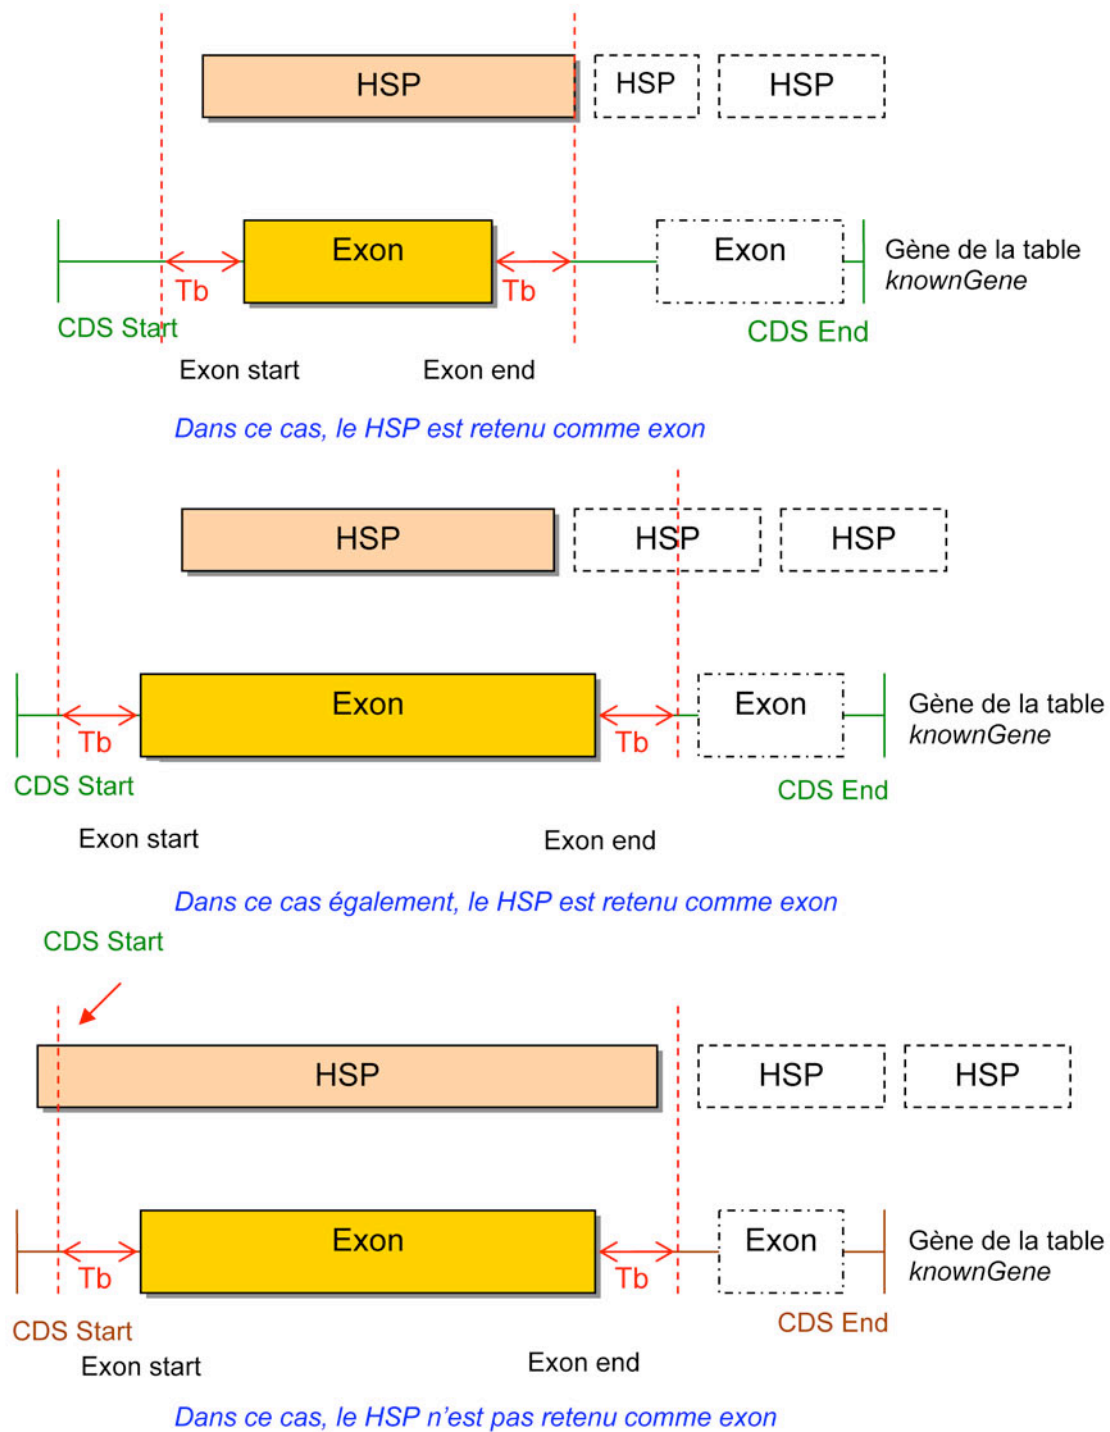 HSP HSP HSP
Exon Exon
Gène de la table
knownGene
Tb Tb
CDS Start CDS End
Exon start Exon end
Dans ce cas, le HSP est retenu comme exon
HSP HSP HSP
Exon Exon
Gène de la table
knownGene
Tb Tb
CDS Start CDS End
Exon start Exon end
Dans ce cas également, le HSP est retenu comme exon
CDS Start
HSP HSP HSP
Exon Exon
Gène de la table
knownGene
Tb Tb
CDS Start CDS End
Exon start Exon end
Dans ce cas, le HSP n'est pas retenu comme exon